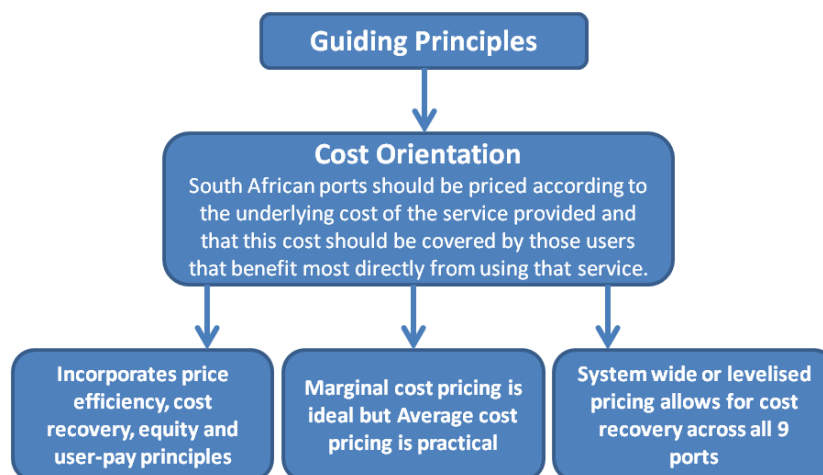 Guiding Principles
Cost Orientation
South African ports should be priced according to
the underlying cost of the service provided and
that this cost should be covered by those users
that benefit most directly from using that service.
Incorporates price
efficiency, cost
recovery, equity and
user-pay principles
Marginal cost pricing is
ideal but Average cost
pricing is practical
System wide or levelised
pricing allows for cost
recovery across all 9
ports